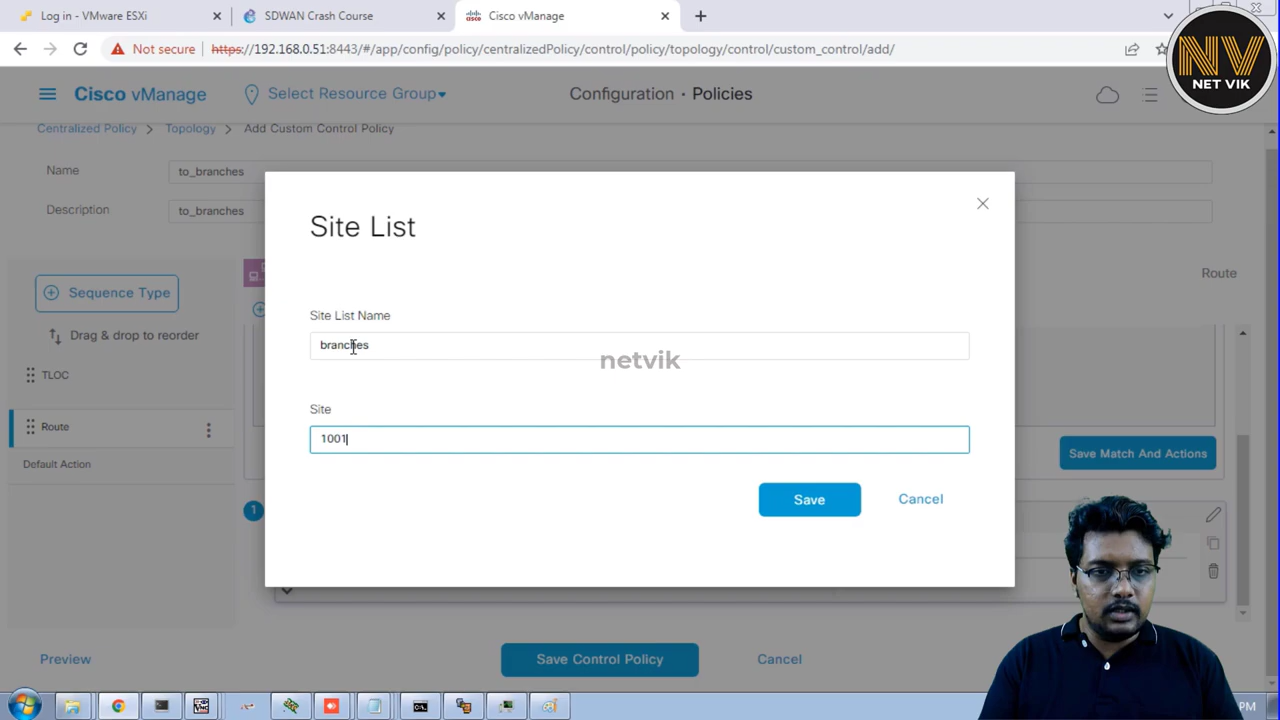 Log in - VMware ESXi
SDWAN Crash Course
Cisco vManage
Not secure
https://192.168.0.51:8443/#/app/config/policy/centralizedPolicy/control/policy/topology/control/custom_control/add/
NV
NET VIK
Cisco vManage
Select Resource Group
Configuration · Policies
Centralized Policy > Topology > Add Custom Control Policy
Name
to_branches
Description
to_branches
Site List
Sequence Type
Route
Drag & drop to reorder
Site List Name
branches
netvik
TLOC
Site
Route
1001
Save Match And Actions
Default Action
Save
Cancel
1
Preview
Save Control Policy
Cancel
PM